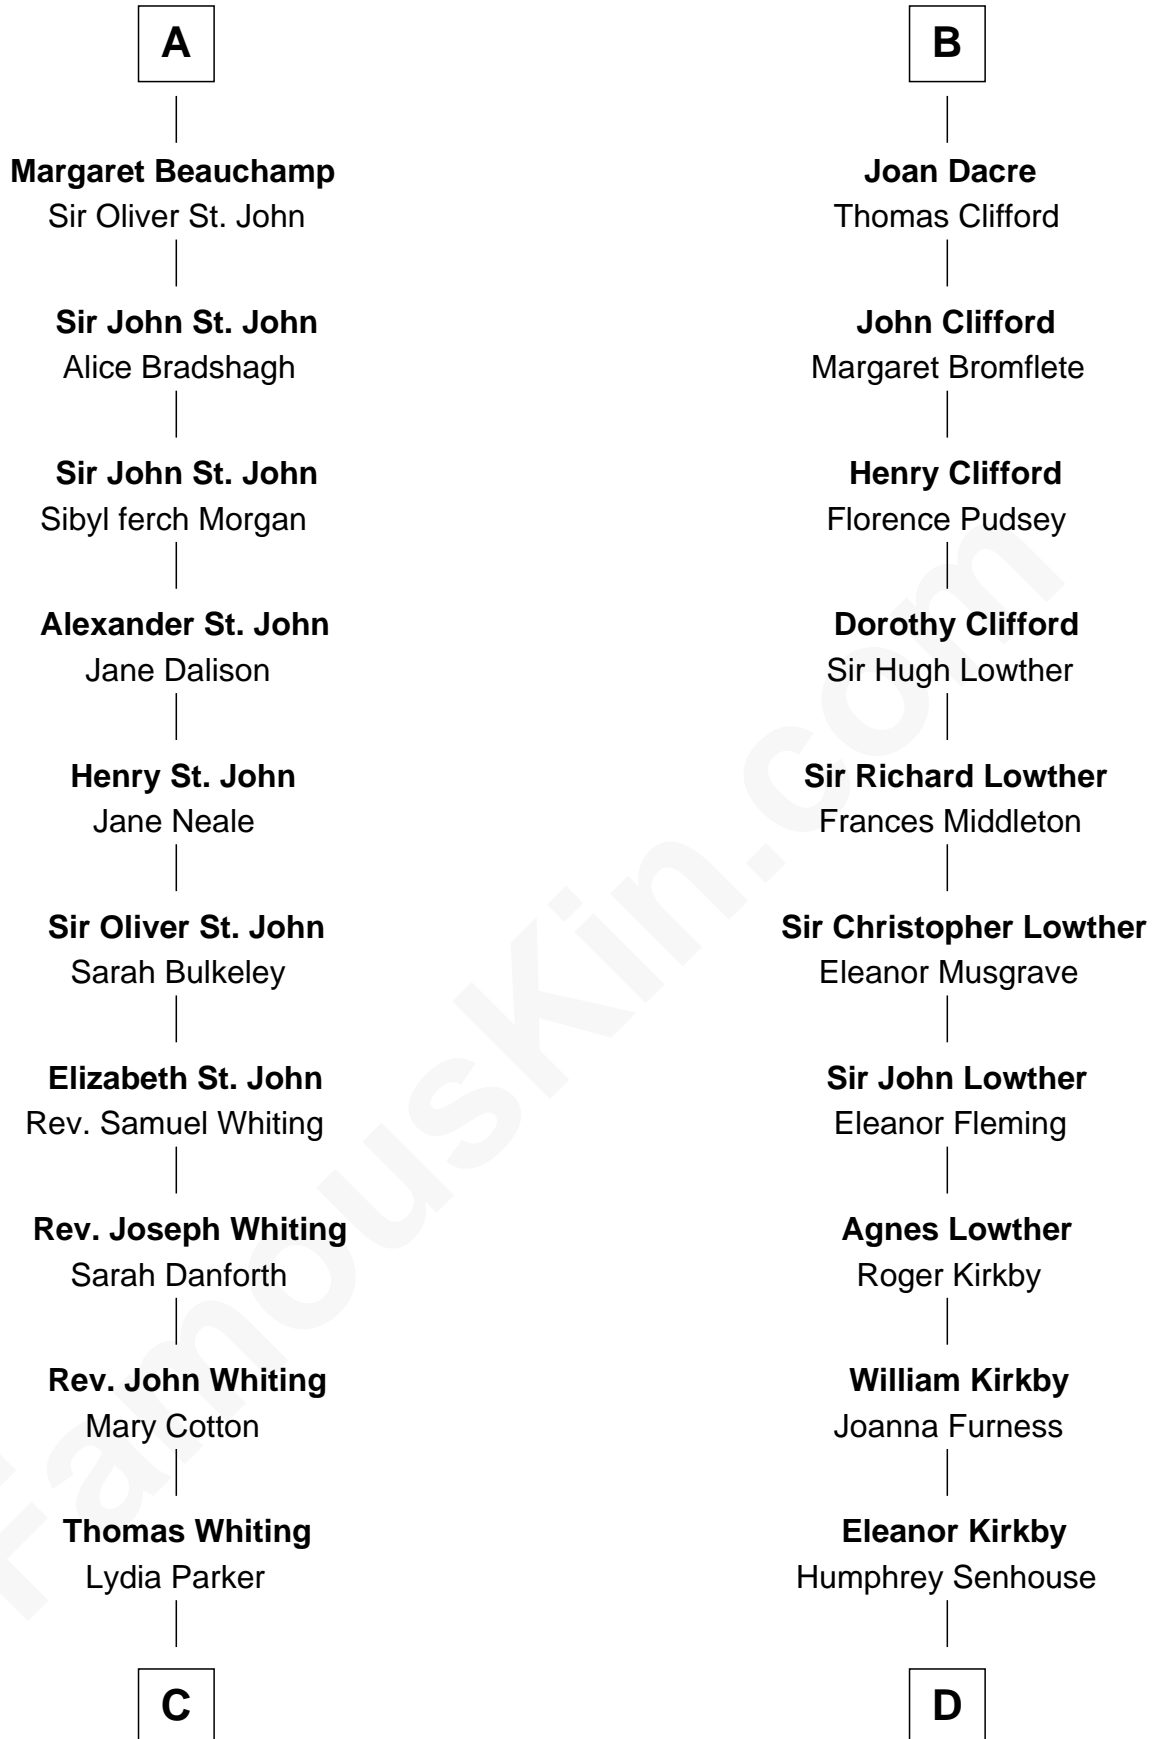 A
Margaret Beauchamp
Sir Oliver St. John
Sir John St. John
Alice Bradshagh
Sir John St. John
Sibyl ferch Morgan
Alexander St. John
Jane Dalison
Henry St. John
Jane Neale
Sir Oliver St. John
Sarah Bulkeley
Elizabeth St. John
Rev. Samuel Whiting
Rev. Joseph Whiting
Sarah Danforth
Rev. John Whiting
Mary Cotton
Thomas Whiting
Lydia Parker
C
B
Joan Dacre
Thomas Clifford
John Clifford
Margaret Bromflete
Henry Clifford
Florence Pudsey
Dorothy Clifford
Sir Hugh Lowther
Sir Richard Lowther
Frances Middleton
Sir Christopher Lowther
Eleanor Musgrave
Sir John Lowther
Eleanor Fleming
Agnes Lowther
Roger Kirkby
William Kirkby
Joanna Furness
Eleanor Kirkby
Humphrey Senhouse
D
FamousKin.com